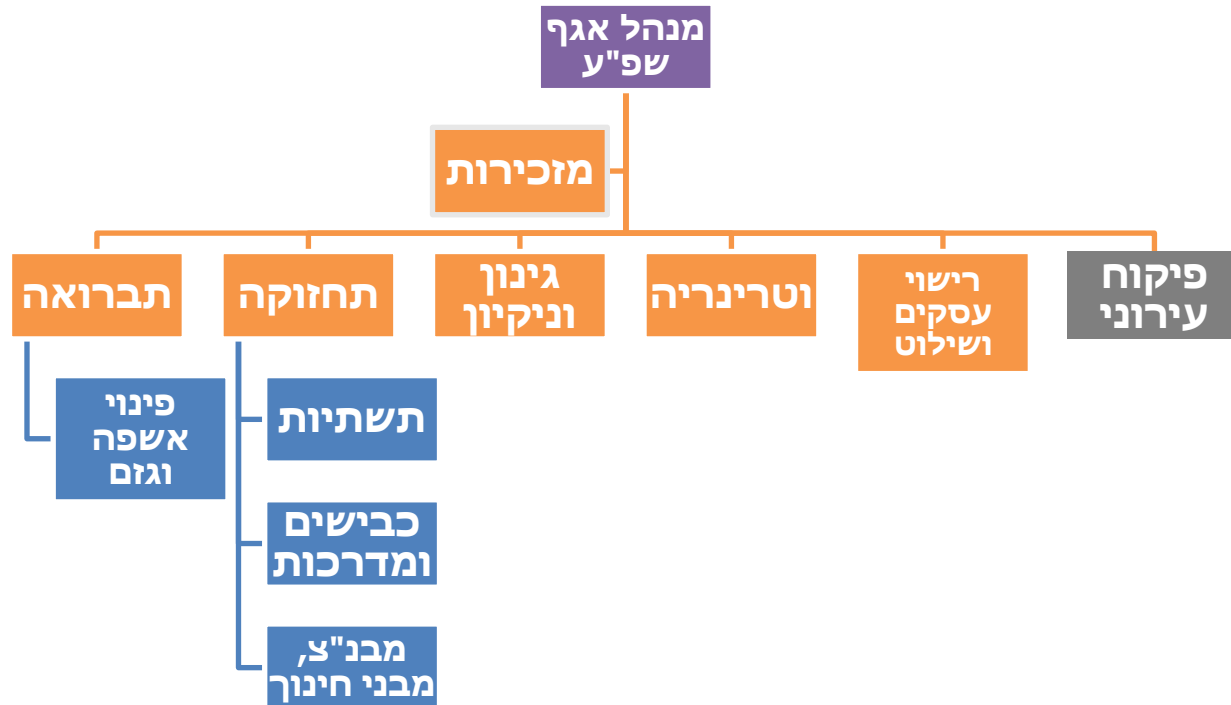 מנהל אגף
שפ"ע
מזכירות
פיקוח
עירוני
רישוי
עסקים
ושילוט
וטרינריה
גינון
וניקיון
תחזוקה
תברואה
תשתיות
כבישים
ומדרכות
מבנ"צ,
מבני חינוך
פינוי
אשפה
וגזם